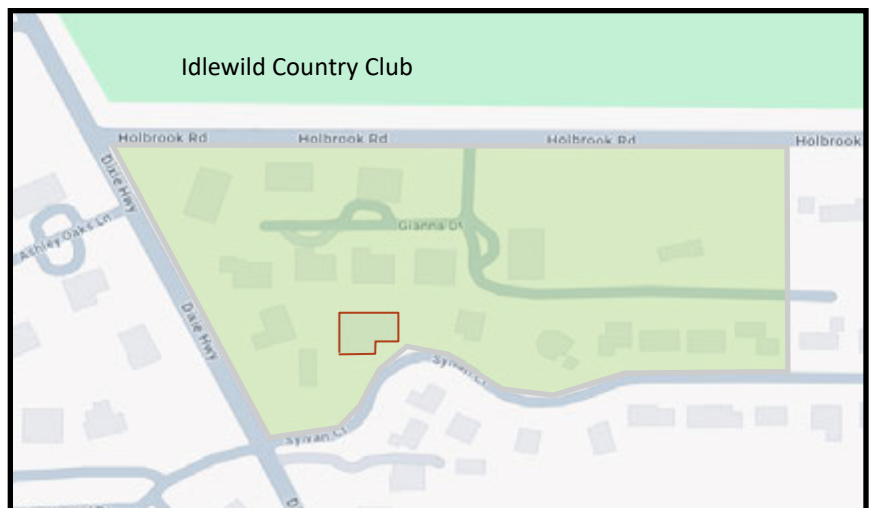 Idlewild Country Club
Holbrook Rd
Holbrook Rd
Holbrook Rd
Holbrook
Dixie Hwy
Ashley Oaks Ln
Gianna Dr
Dixie Hwy
Sylvan Ct
Sylvan Ct
D